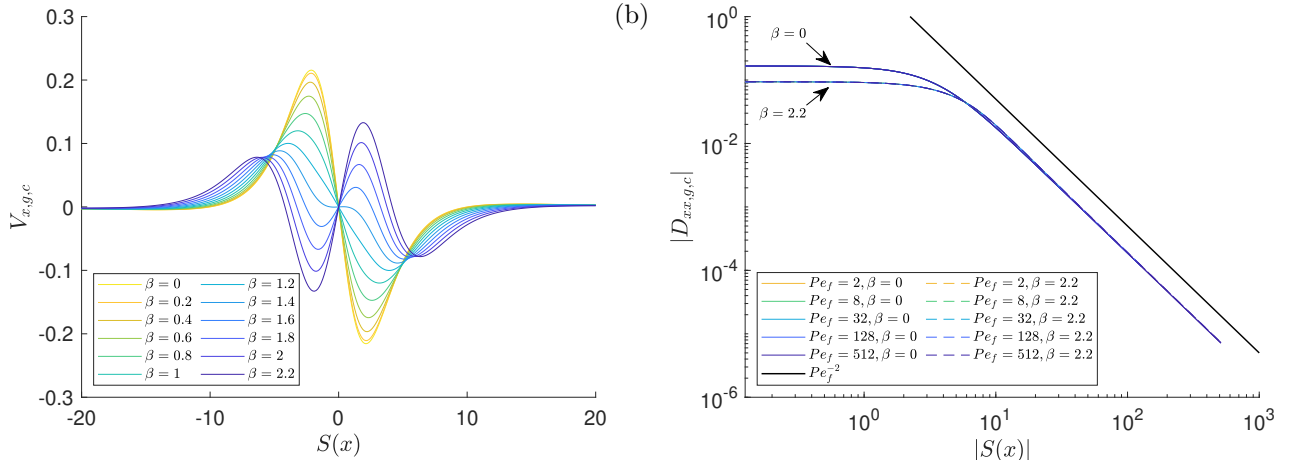 0.3
0.2
0.1
0
-0.1
-0.2
-0.3
V_{x,g,c}
-20
-10
0
10
20
S(x)
β = 0
β = 0.2
β = 0.4
β = 0.6
β = 0.8
β = 1
β = 1.2
β = 1.4
β = 1.6
β = 1.8
β = 2
β = 2.2
(b)
10^0
10^{-2}
10^{-4}
10^{-6}
|D_{xx,g,c}|
β = 0
β = 2.2
Pe_f = 2, β = 0
Pe_f = 8, β = 0
Pe_f = 32, β = 0
Pe_f = 128, β = 0
Pe_f = 512, β = 0
Pe_f^{-2}
Pe_f = 2, β = 2.2
Pe_f = 8, β = 2.2
Pe_f = 32, β = 2.2
Pe_f = 128, β = 2.2
Pe_f = 512, β = 2.2
10^0
10^1
10^2
10^3
|S(x)|